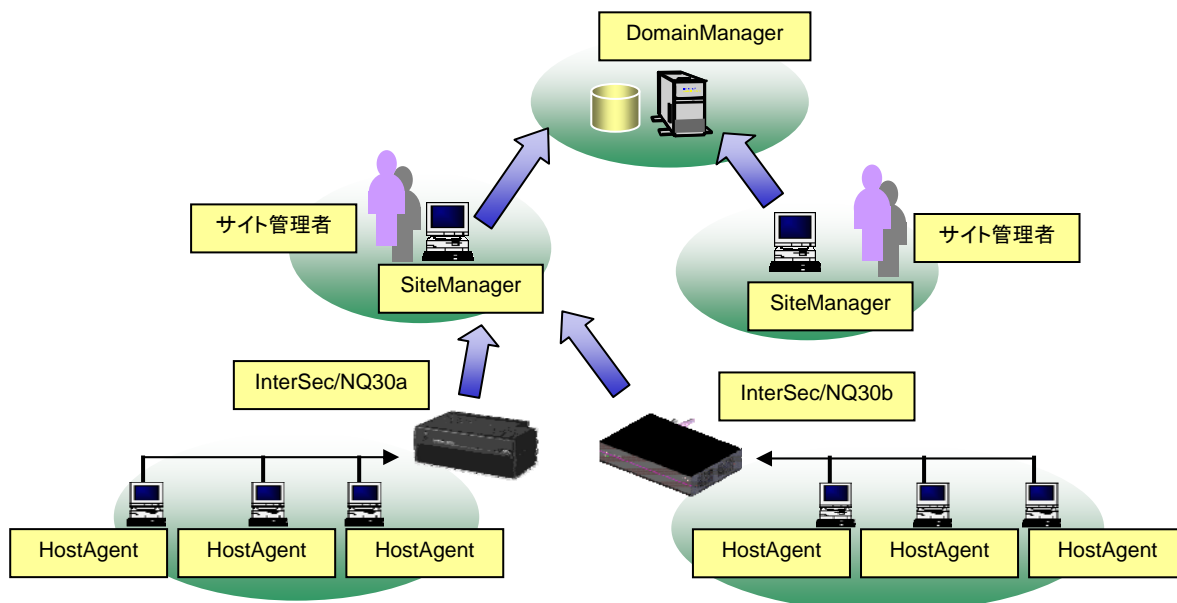 DomainManager
サイト管理者
サイト管理者
SiteManager
SiteManager
InterSec/NQ30a
InterSec/NQ30b
HostAgent
HostAgent
HostAgent
HostAgent
HostAgent
HostAgent